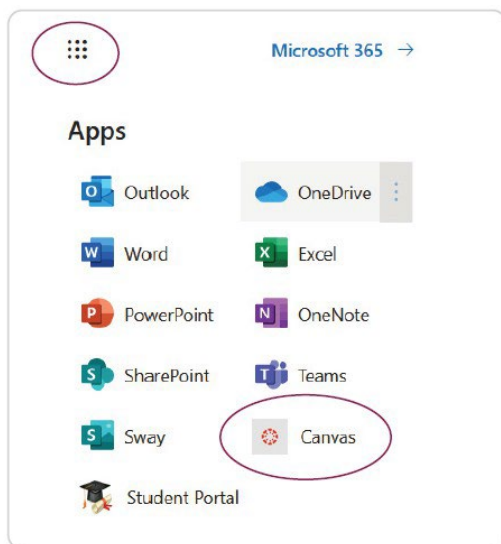 Microsoft 365 →
Apps
Outlook OneDrive
Word Excel
PowerPoint OneNote
SharePoint Teams
Sway Canvas
Student Portal